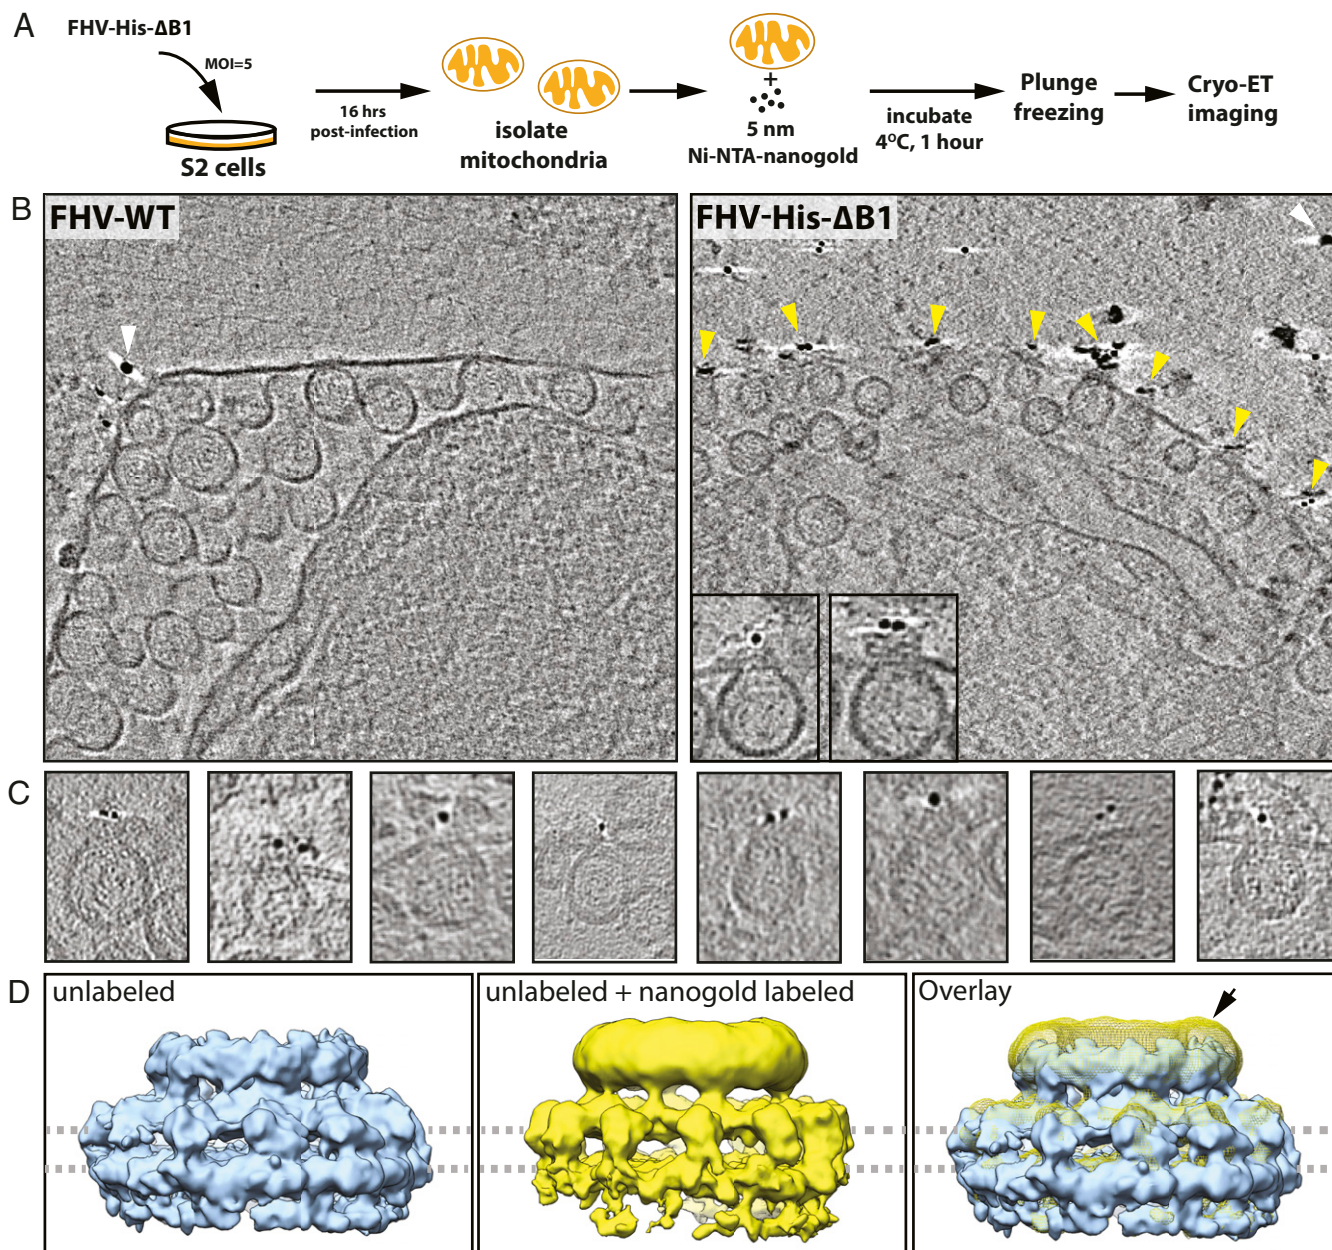 A
FHV-His-ΔB1
MOI=5
S2 cells
16 hrs
post-infection
isolate
mitochondria
+
5 nm
Ni-NTA-nanogold
incubate
4ºC, 1 hour
Plunge
freezing
Cryo-ET
imaging
B
FHV-WT
FHV-His-ΔB1
C
D
unlabeled
unlabeled + nanogold labeled
Overlay